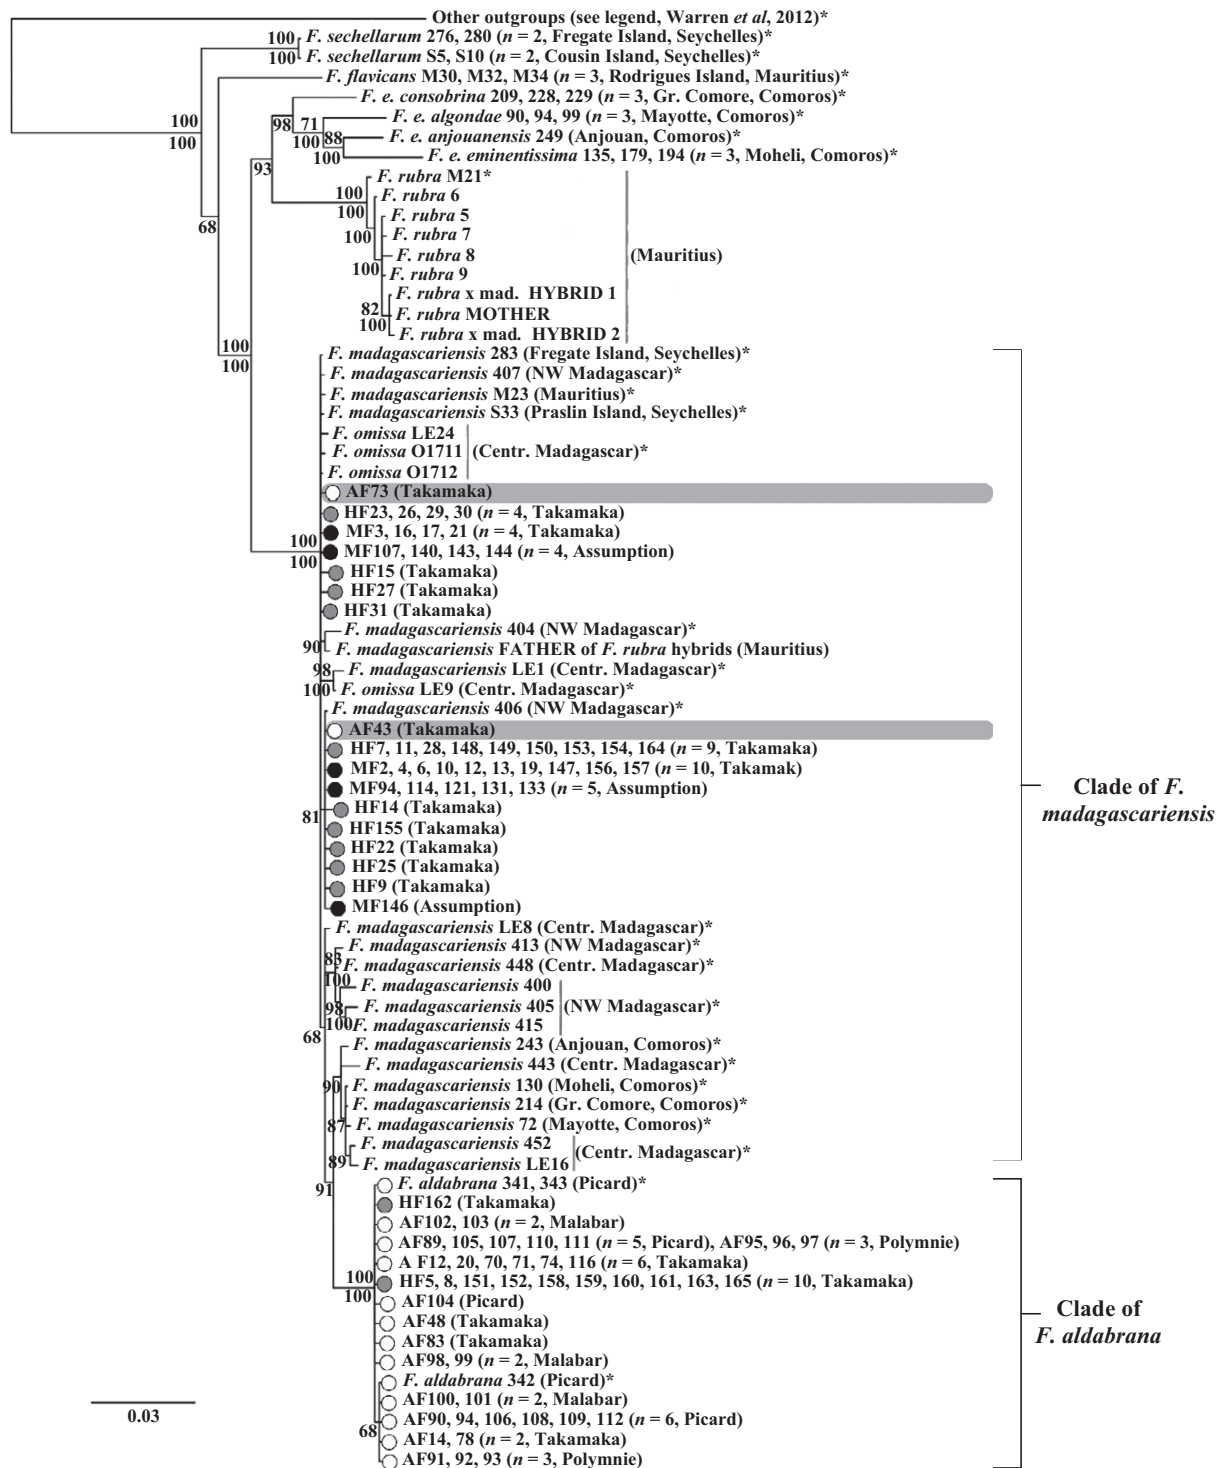 Other outgroups (see legend, Warren et al, 2012)*
100
100
F. sechellarum 276, 280 (n = 2, Fregate Island, Seychelles)*
F. sechellarum S5, S10 (n = 2, Cousin Island, Seychelles)*
F. flavicans M30, M32, M34 (n = 3, Rodrigues Island, Mauritius)*
F. e. consobrina 209, 228, 229 (n = 3, Gr. Comore, Comoros)*
100
100
98
71
100
F. e. algondae 90, 94, 99 (n = 3, Mayotte, Comoros)*
88
100
F. e. anjouanensis 249 (Anjouan, Comoros)*
F. e. eminentissima 135, 179, 194 (n = 3, Moheli, Comoros)*
93
68
F. rubra M21*
100
100
F. rubra 6
F. rubra 5
100
F. rubra 7
F. rubra 8
(Mauritius)
100
F. rubra 9
F. rubra x mad. HYBRID 1
82
100
F. rubra MOTHER
F. rubra x mad. HYBRID 2
100
100
F. madagascariensis 283 (Fregate Island, Seychelles)*
F. madagascariensis 407 (NW Madagascar)*
F. madagascariensis M23 (Mauritius)*
F. madagascariensis S33 (Praslin Island, Seychelles)*
F. omissa LE24
F. omissa O1711
(Centr. Madagascar)*
F. omissa O1712
AF73 (Takamaka)
HF23, 26, 29, 30 (n = 4, Takamaka)
MF3, 16, 17, 21 (n = 4, Takamaka)
100
100
MF107, 140, 143, 144 (n = 4, Assumption)
HF15 (Takamaka)
HF27 (Takamaka)
HF31 (Takamaka)
F. madagascariensis 404 (NW Madagascar)*
90
F. madagascariensis FATHER of F. rubra hybrids (Mauritius)
98
100
F. madagascariensis LE1 (Centr. Madagascar)*
F. omissa LE9 (Centr. Madagascar)*
F. madagascariensis 406 (NW Madagascar)*
AF43 (Takamaka)
HF7, 11, 28, 148, 149, 150, 153, 154, 164 (n = 9, Takamaka)
MF2, 4, 6, 10, 12, 13, 19, 147, 156, 157 (n = 10, Takamak)
MF94, 114, 121, 131, 133 (n = 5, Assumption)
Clade of F.
madagascariensis
81
HF14 (Takamaka)
HF155 (Takamaka)
HF22 (Takamaka)
HF25 (Takamaka)
HF9 (Takamaka)
MF146 (Assumption)
F. madagascariensis LE8 (Centr. Madagascar)*
F. madagascariensis 413 (NW Madagascar)*
83
100
F. madagascariensis 448 (Centr. Madagascar)*
F. madagascariensis 400
98
100
F. madagascariensis 405
(NW Madagascar)*
F. madagascariensis 415
68
F. madagascariensis 243 (Anjouan, Comoros)*
F. madagascariensis 443 (Centr. Madagascar)*
90
F. madagascariensis 130 (Moheli, Comoros)*
F. madagascariensis 214 (Gr. Comore, Comoros)*
87
F. madagascariensis 72 (Mayotte, Comoros)*
F. madagascariensis 452
(Centr. Madagascar)*
89
F. madagascariensis LE16
91
F. aldabrana 341, 343 (Picard)*
HF162 (Takamaka)
AF102, 103 (n = 2, Malabar)
AF89, 105, 107, 110, 111 (n = 5, Picard), AF95, 96, 97 (n = 3, Polymnie)
A F12, 20, 70, 71, 74, 116 (n = 6, Takamaka)
100
100
HF5, 8, 151, 152, 158, 159, 160, 161, 163, 165 (n = 10, Takamaka)
AF104 (Picard)
Clade of
F. aldabrana
AF48 (Takamaka)
AF83 (Takamaka)
AF98, 99 (n = 2, Malabar)
F. aldabrana 342 (Picard)*
AF100, 101 (n = 2, Malabar)
68
AF90, 94, 106, 108, 109, 112 (n = 6, Picard)
AF14, 78 (n = 2, Takamaka)
AF91, 92, 93 (n = 3, Polymnie)
0.03